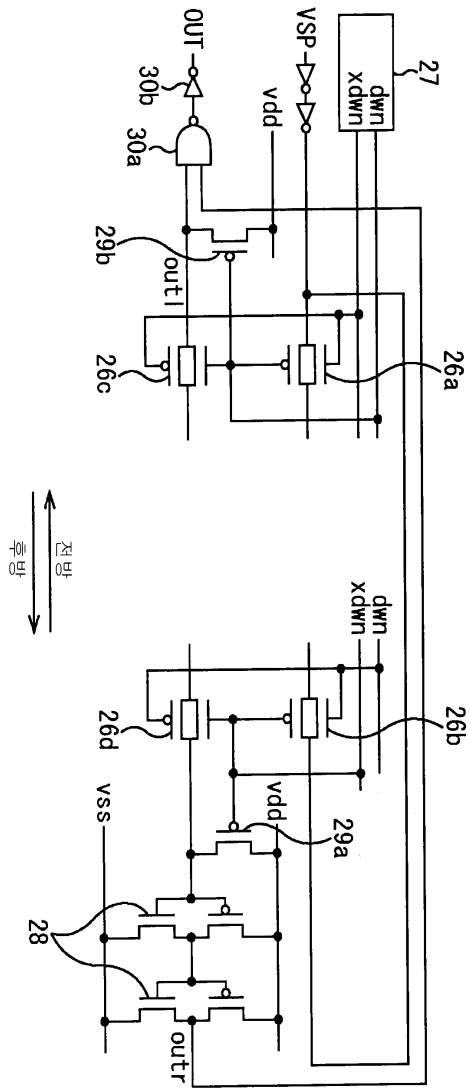 27
26a
26b
dwn
xdwn
dwn
xdwn
VSP
vdd
vdd
29a
OUT
30b
30a
29b
outl
26c
26d
vss
28
outr
전방
후방